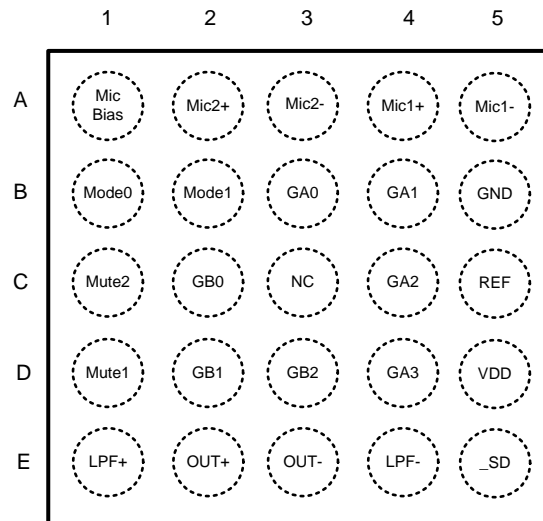 1 2 3 4 5
A Mic Bias Mic2+ Mic2- Mic1+ Mic1-
B Mode0 Mode1 GA0 GA1 GND
C Mute2 GB0 NC GA2 REF
D Mute1 GB1 GB2 GA3 VDD
E LPF+ OUT+ OUT- LPF- _SD